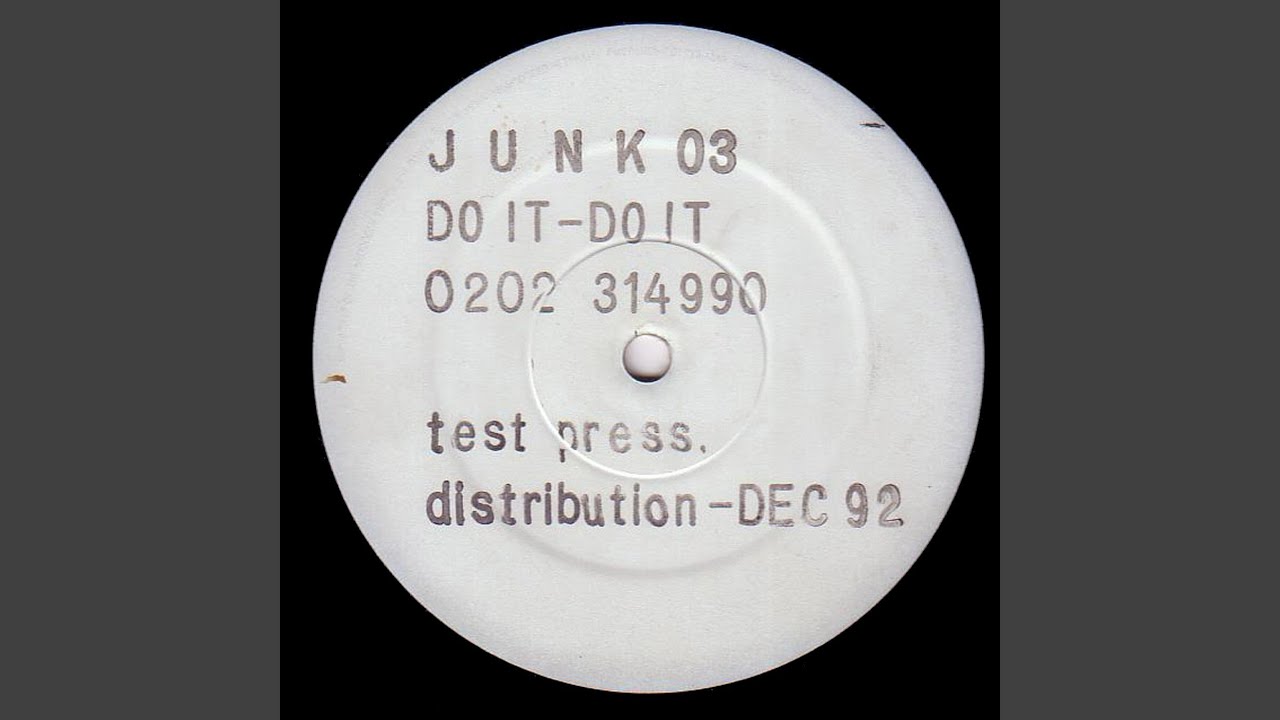 J U N K 03
DO IT-DO IT
0202 314990
test press.
distribution-DEC 92